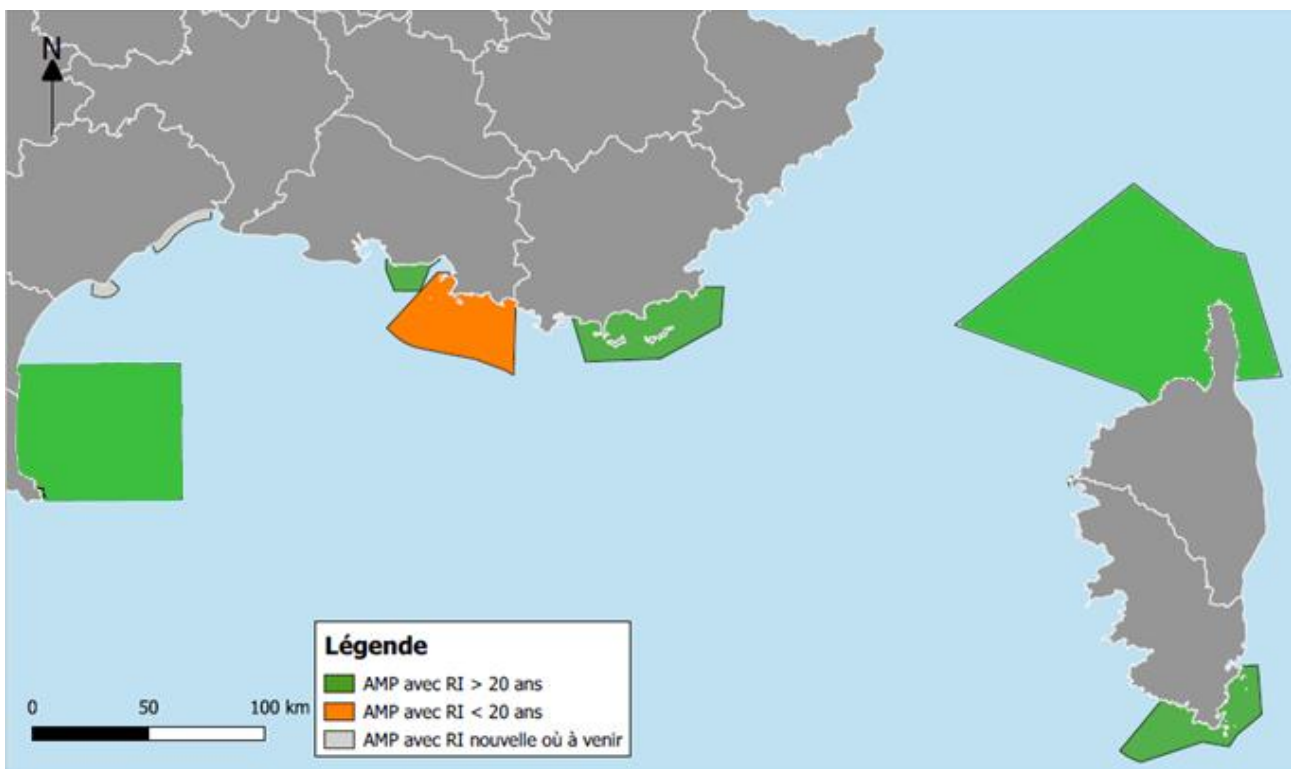 N
Légende
AMP avec RI > 20 ans
AMP avec RI < 20 ans
AMP avec RI nouvelle où à venir
0 50 100 km